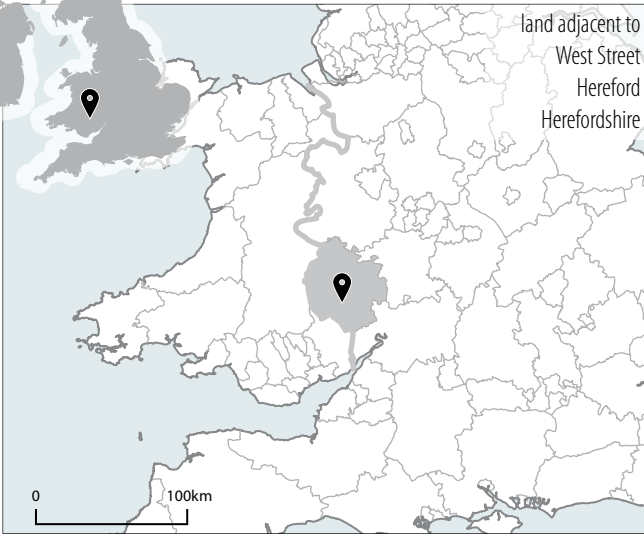 land adjacent to
West Street
Hereford
Herefordshire
0 100km